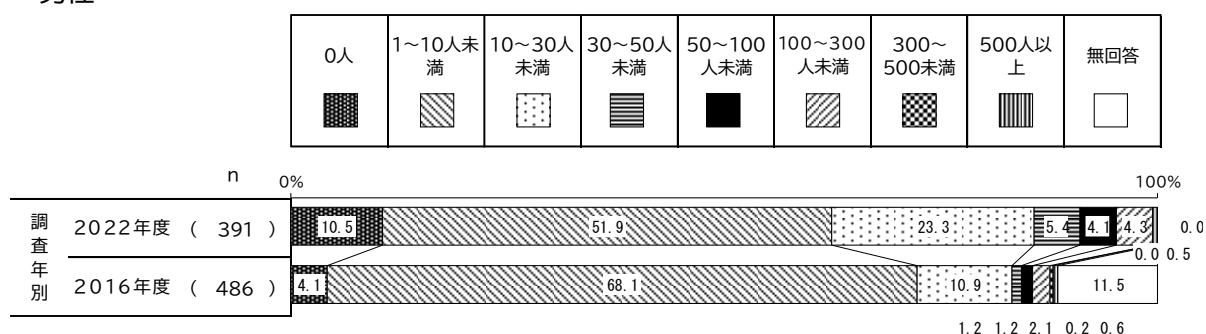 0人 1～10人未満 10～30人未満 30～50人未満 50～100人未満 100～300人未満 300～500未満 500人以上 無回答
n
0% 100%
調査年別
2022年度 ( 391 ) 10.5 51.9 23.3 5.4 4.1 4.3 0.0
0.0 0.5
2016年度 ( 486 ) 4.1 68.1 10.9 11.5
1.2 1.2 2.1 0.2 0.6